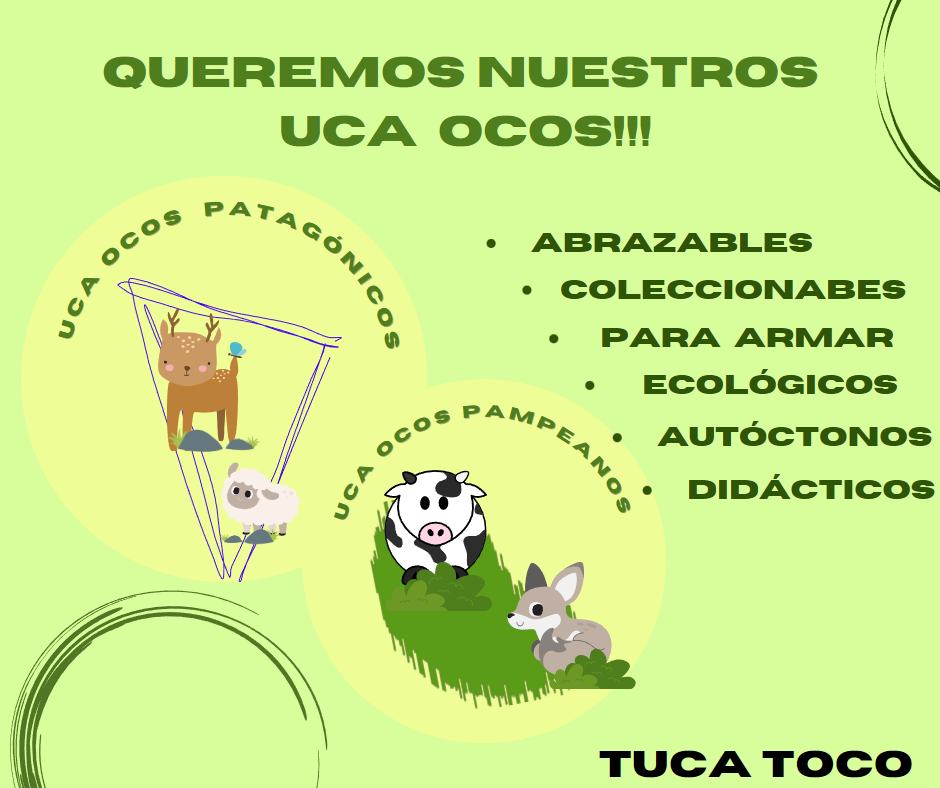 QUEREMOS NUESTROS
UCA OCOS!!!
UCA OCOS PATAGÓNICOS
UCA OCOS PAMPEANOS
• ABRAZABLES
• COLECCIONABES
• PARA ARMAR
• ECOLÓGICOS
• AUTÓCTONOS
• DIDÁCTICOS
TUCA TOCO